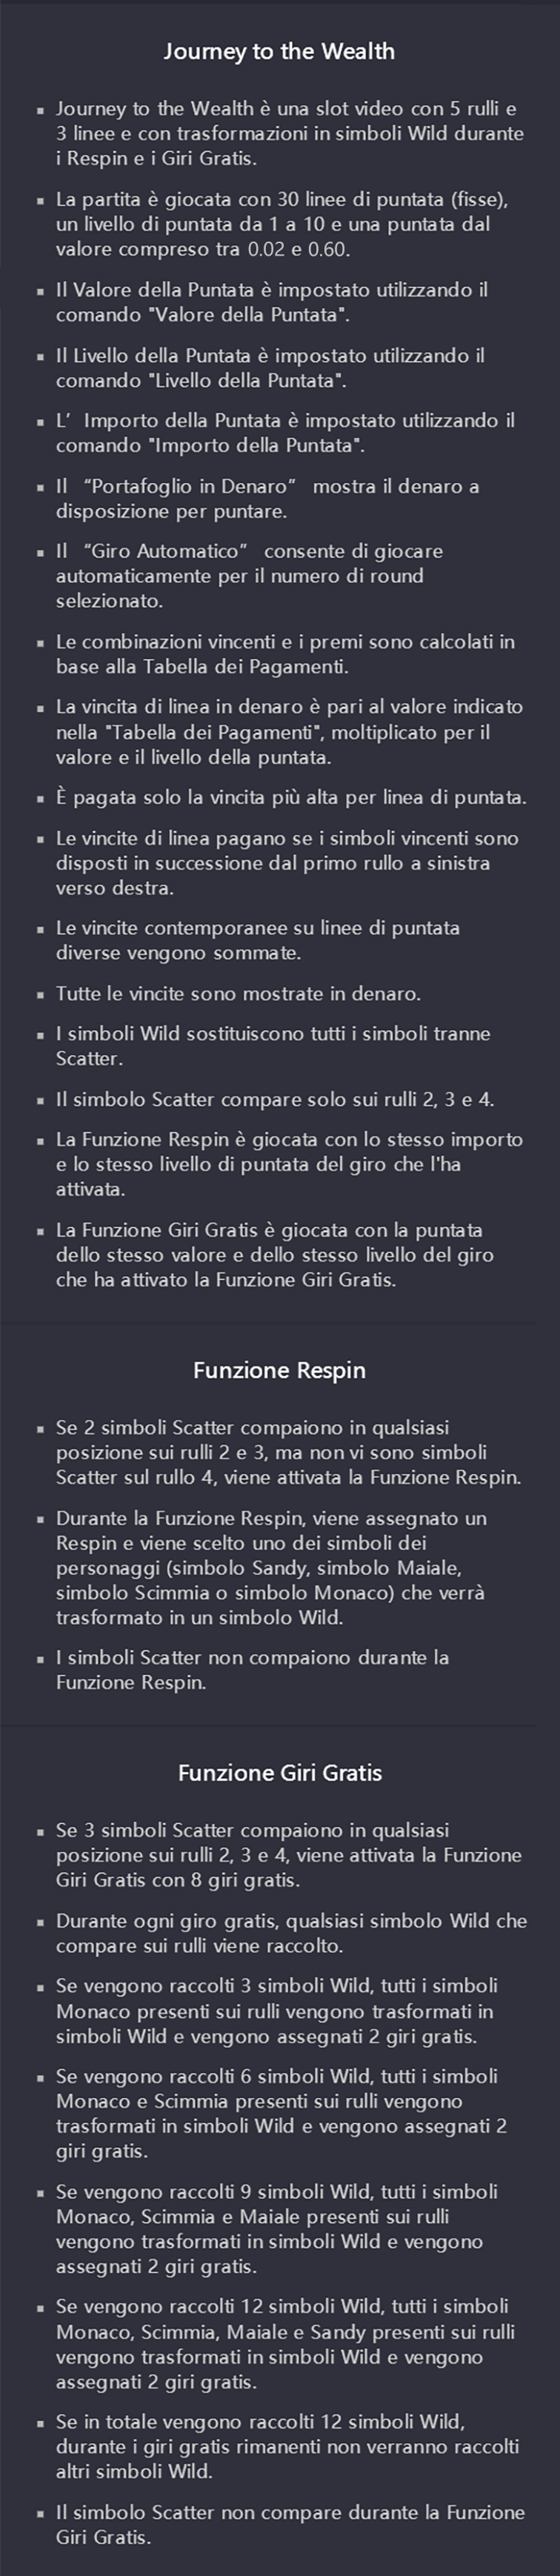 Journey to the Wealth
▪ Journey to the Wealth è una slot video con 5 rulli e
3 linee e con trasformazioni in simboli Wild durante
i Respin e i Giri Gratis.
▪ La partita è giocata con 30 linee di puntata (fisse),
un livello di puntata da 1 a 10 e una puntata dal
valore compreso tra 0.02 e 0.60.
▪ Il Valore della Puntata è impostato utilizzando il
comando "Valore della Puntata".
▪ Il Livello della Puntata è impostato utilizzando il
comando "Livello della Puntata".
▪ L’ Importo della Puntata è impostato utilizzando il
comando "Importo della Puntata".
▪ Il “Portafoglio in Denaro” mostra il denaro a
disposizione per puntare.
▪ Il “Giro Automatico” consente di giocare
automaticamente per il numero di round
selezionato.
▪ Le combinazioni vincenti e i premi sono calcolati in
base alla Tabella dei Pagamenti.
▪ La vincita di linea in denaro è pari al valore indicato
nella "Tabella dei Pagamenti", moltiplicato per il
valore e il livello della puntata.
▪ È pagata solo la vincita più alta per linea di puntata.
▪ Le vincite di linea pagano se i simboli vincenti sono
disposti in successione dal primo rullo a sinistra
verso destra.
▪ Le vincite contemporanee su linee di puntata
diverse vengono sommate.
▪ Tutte le vincite sono mostrate in denaro.
▪ I simboli Wild sostituiscono tutti i simboli tranne
Scatter.
▪ Il simbolo Scatter compare solo sui rulli 2, 3 e 4.
▪ La Funzione Respin è giocata con lo stesso importo
e lo stesso livello di puntata del giro che l'ha
attivata.
▪ La Funzione Giri Gratis è giocata con la puntata
dello stesso valore e dello stesso livello del giro
che ha attivato la Funzione Giri Gratis.
Funzione Respin
▪ Se 2 simboli Scatter compaiono in qualsiasi
posizione sui rulli 2 e 3, ma non vi sono simboli
Scatter sul rullo 4, viene attivata la Funzione Respin.
▪ Durante la Funzione Respin, viene assegnato un
Respin e viene scelto uno dei simboli dei
personaggi (simbolo Sandy, simbolo Maiale,
simbolo Scimmia o simbolo Monaco) che verrà
trasformato in un simbolo Wild.
▪ I simboli Scatter non compaiono durante la
Funzione Respin.
Funzione Giri Gratis
▪ Se 3 simboli Scatter compaiono in qualsiasi
posizione sui rulli 2, 3 e 4, viene attivata la Funzione
Giri Gratis con 8 giri gratis.
▪ Durante ogni giro gratis, qualsiasi simbolo Wild che
compare sui rulli viene raccolto.
▪ Se vengono raccolti 3 simboli Wild, tutti i simboli
Monaco presenti sui rulli vengono trasformati in
simboli Wild e vengono assegnati 2 giri gratis.
▪ Se vengono raccolti 6 simboli Wild, tutti i simboli
Monaco e Scimmia presenti sui rulli vengono
trasformati in simboli Wild e vengono assegnati 2
giri gratis.
▪ Se vengono raccolti 9 simboli Wild, tutti i simboli
Monaco, Scimmia e Maiale presenti sui rulli
vengono trasformati in simboli Wild e vengono
assegnati 2 giri gratis.
▪ Se vengono raccolti 12 simboli Wild, tutti i simboli
Monaco, Scimmia, Maiale e Sandy presenti sui rulli
vengono trasformati in simboli Wild e vengono
assegnati 2 giri gratis.
▪ Se in totale vengono raccolti 12 simboli Wild,
durante i giri gratis rimanenti non verranno raccolti
altri simboli Wild.
▪ Il simbolo Scatter non compare durante la Funzione
Giri Gratis.